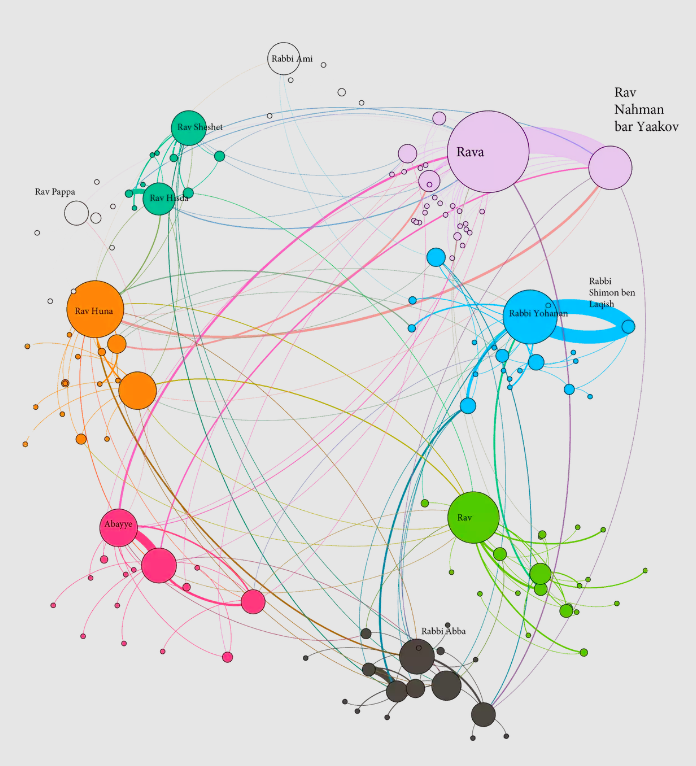 Rabbi Ami
Rav
Nahman
bar Yaakov
Rav Sheshet
Rava
Rav Pappa
Rav Hisda
Rabbi
Shimon ben
Laqish
Rav Huna
Rabbi Yohanan
Abayye
Rav
Rabbi Abba